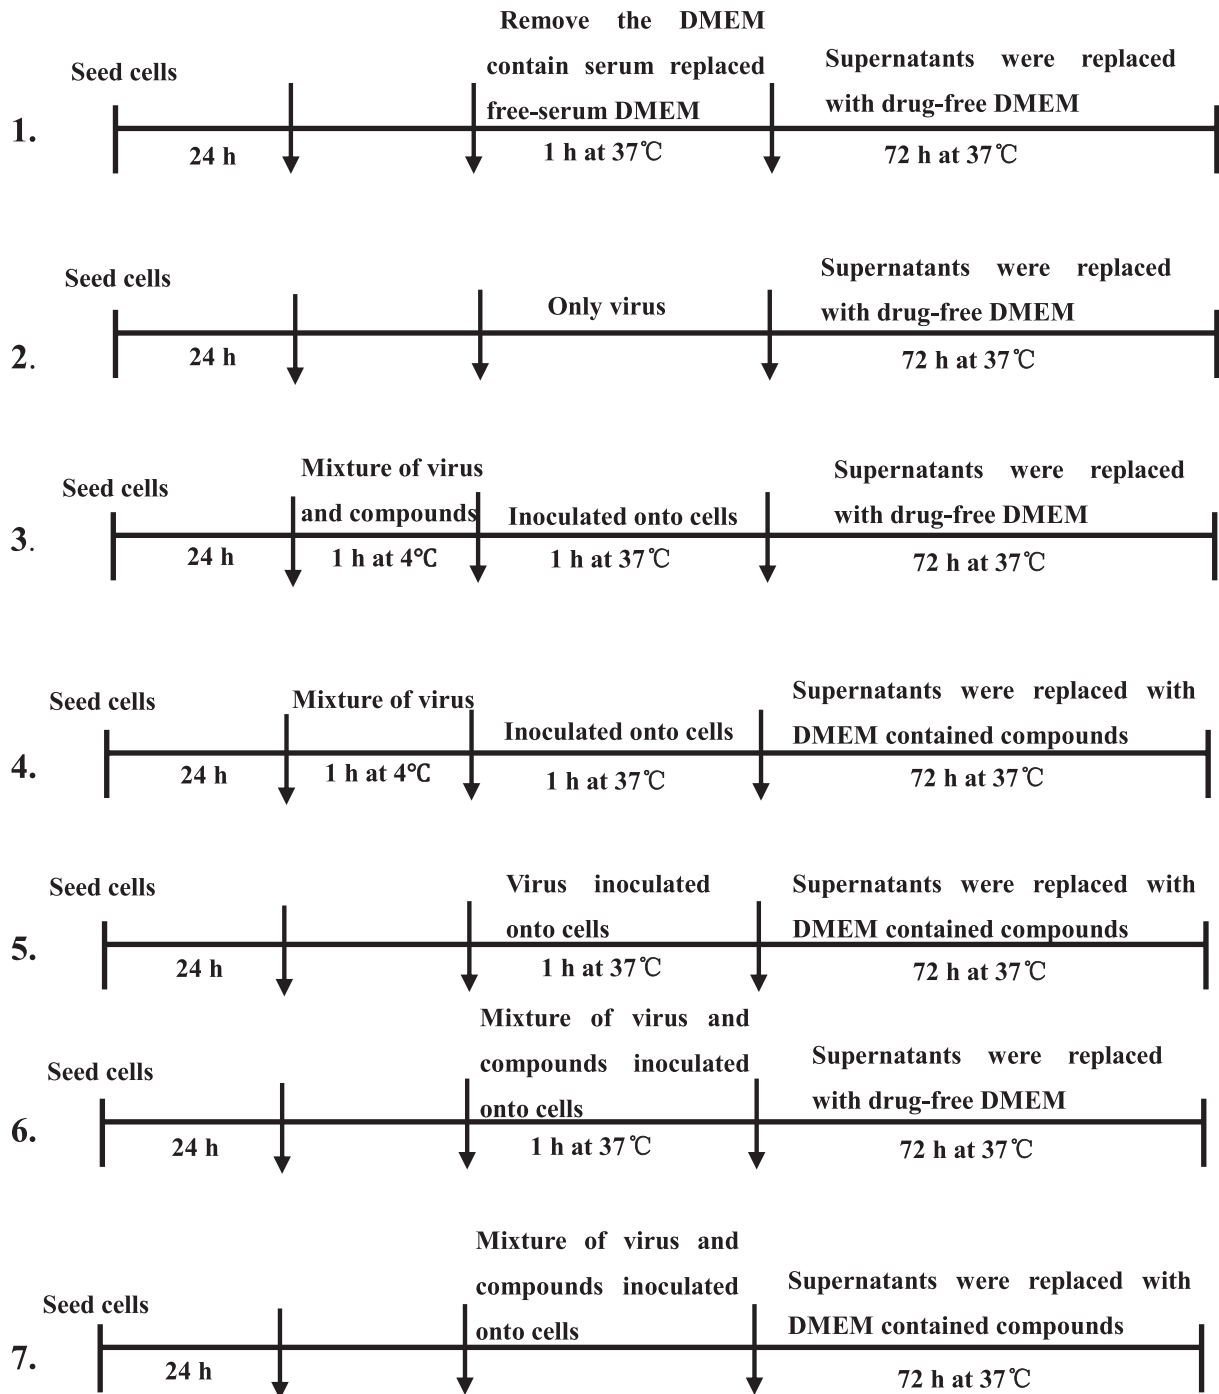 Remove the DMEM
Seed cells
contain serum replaced
Supernatants were replaced
free-serum DMEM
with drug-free DMEM
1.
24 h
1 h at 37℃
72 h at 37℃
Seed cells
Supernatants were replaced
Only virus
with drug-free DMEM
2.
24 h
72 h at 37℃
Mixture of virus
Supernatants were replaced
Seed cells
and compounds
Inoculated onto cells
with drug-free DMEM
3.
24 h
1 h at 4℃
1 h at 37℃
72 h at 37℃
Seed cells
Mixture of virus
Supernatants were replaced with
Inoculated onto cells
DMEM contained compounds
4.
24 h
1 h at 4℃
1 h at 37℃
72 h at 37℃
Seed cells
Virus inoculated
Supernatants were replaced with
onto cells
DMEM contained compounds
5.
24 h
1 h at 37℃
72 h at 37℃
Mixture of virus and
Seed cells
compounds inoculated
Supernatants were replaced
onto cells
with drug-free DMEM
6.
24 h
1 h at 37℃
72 h at 37℃
Mixture of virus and
Seed cells
compounds inoculated
Supernatants were replaced with
onto cells
DMEM contained compounds
7.
24 h
72 h at 37℃